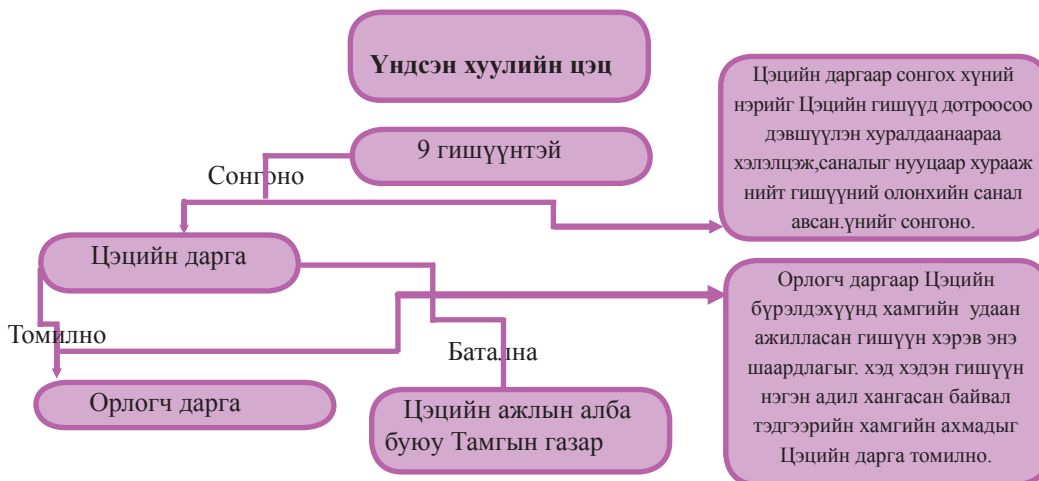 Үндсэн хуулийн цэц
9 гишүүнтэй
Сонгоно
Цэцийн даргаар сонгох хүний
нэрийг Цэцийн гишүүд дотроосоо
дэвшүүлэн хуралдаанаараа
хэлэлцэж,саналыг нууцаар хурааж
нийт гишүүний олонхийн санал
авсан.үнийг сонгоно.
Цэцийн дарга
Томилно
Батална
Орлогч дарга
Цэцийн ажлын алба
буюу Тамгын газар
Орлогч даргаар Цэцийн
бүрэлдэхүүнд хамгийн удаан
ажилласан гишүүн хэрэв энэ
шаардлагыг. хэд хэдэн гишүүн
нэгэн адил хангасан байвал
тэдгээрийн хамгийн ахмадыг
Цэцийн дарга томилно.